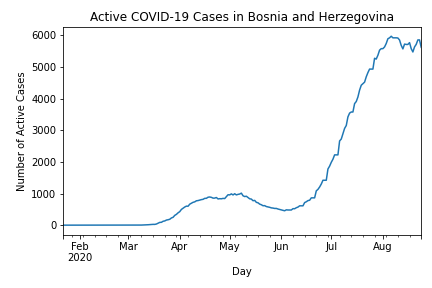 Active COVID-19 Cases in Bosnia and Herzegovina
Number of Active Cases
6000
5000
4000
3000
2000
1000
0
Feb Mar Apr May Jun Jul Aug
2020
Day